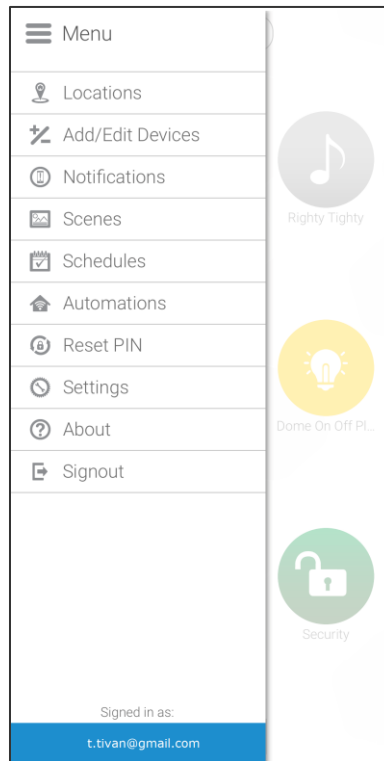 Menu
Locations
Add/Edit Devices
Notifications
Scenes
Schedules
Automations
Reset PIN
Settings
About
Signout
Signed in as:
t.tivan@gmail.com
Righty Tighty
Dome On Off Pl...
Security